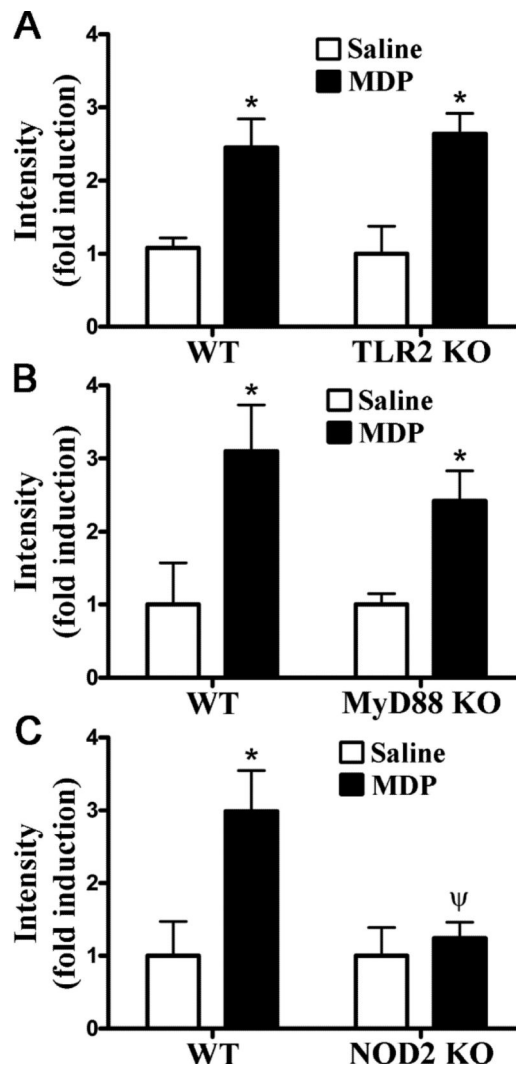 A
Intensity
(fold induction)
4
3
2
1
0
Saline
MDP
*
*
WT
TLR2 KO
B
Intensity
(fold induction)
4
3
2
1
0
Saline
MDP
*
*
WT
MyD88 KO
C
Intensity
(fold induction)
4
3
2
1
0
Saline
MDP
*
ψ
WT
NOD2 KO